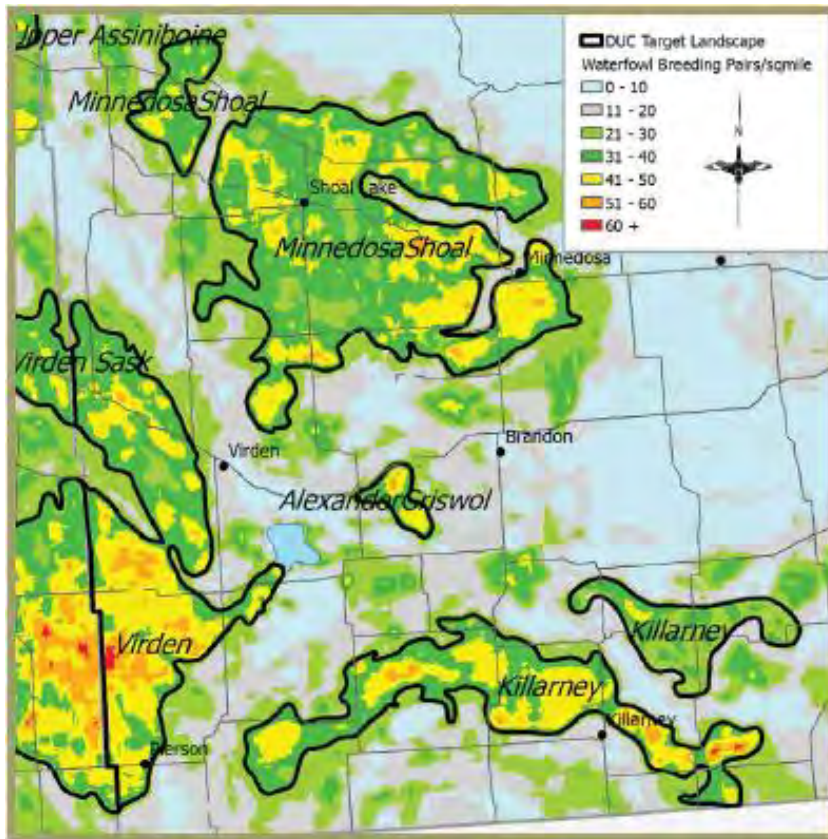 Upper Assiniboine
MinnedosaShoal
Shoal Lake
MinnedosaShoal
Minnedosa
Virden Sask
Virden
Brandon
AlexanderGriswol
Virden
Killarney
Killarney
Killarney
Pierson
DUC Target Landscape
Waterfowl Breeding Pairs/sqmile
0 - 10
11 - 20
21 - 30
31 - 40
41 - 50
51 - 60
60 +
N